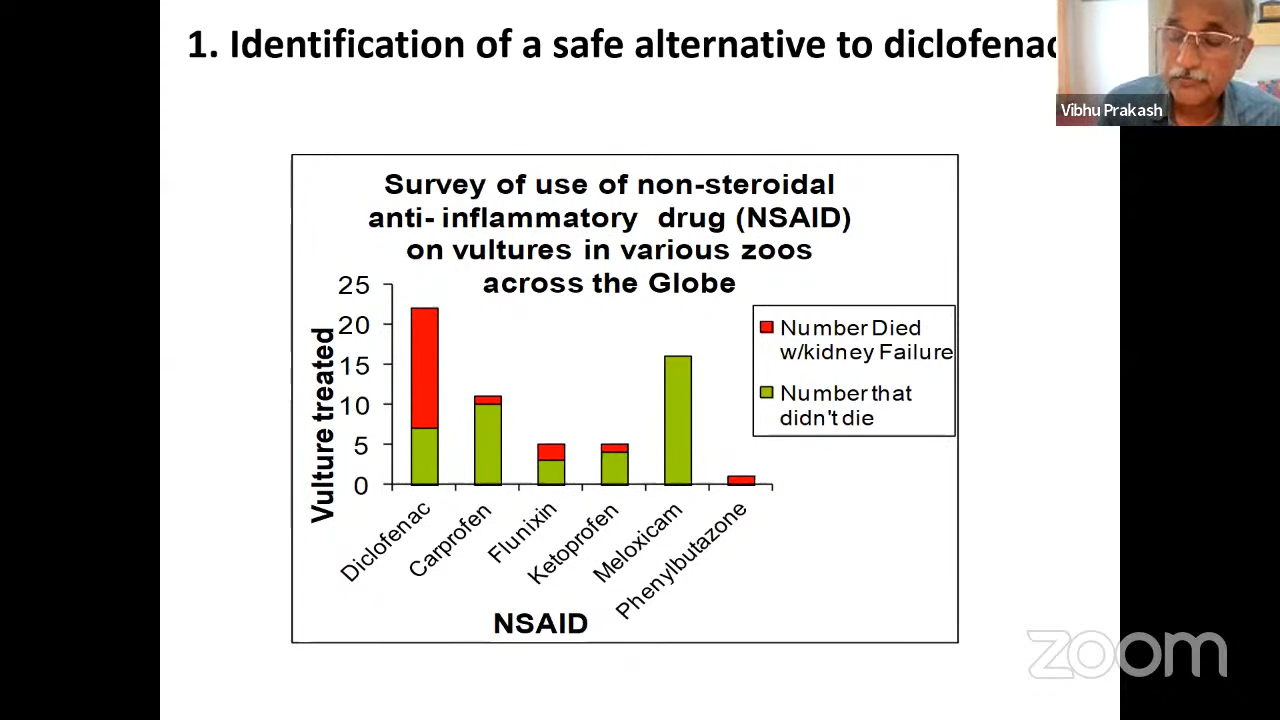 1. Identification of a safe alternative to diclofenac
Vibhu Prakash
Survey of use of non-steroidal
anti- inflammatory drug (NSAID)
on vultures in various zoos
across the Globe
Vulture treated
25
20
15
10
5
0
Number Died
w/kidney Failure
Number that
didn't die
Diclofenac
Carprofen
Flunixin
Ketoprofen
Meloxicam
Phenylbutazone
NSAID
zoom